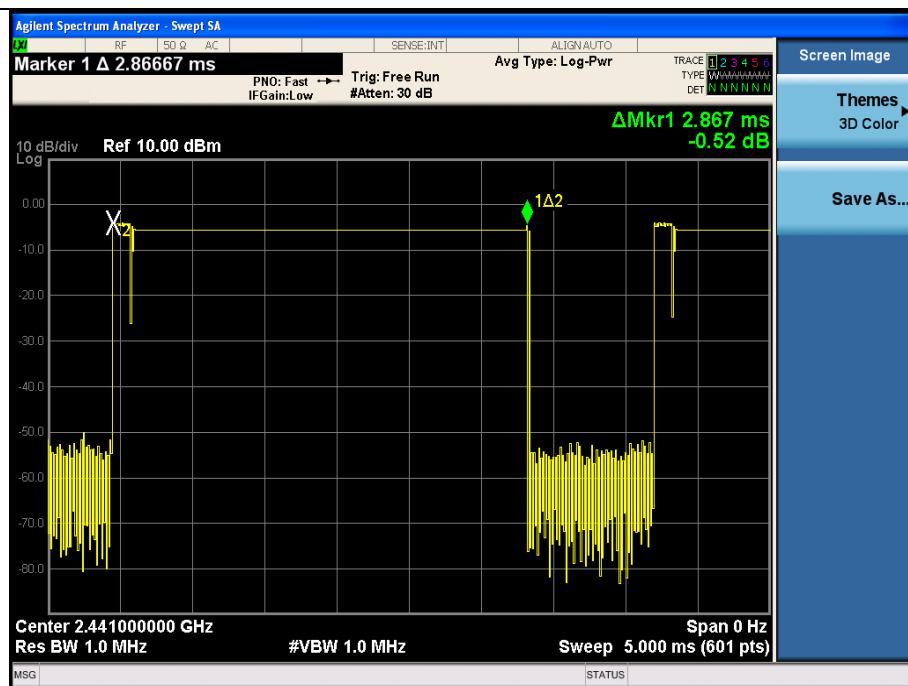 Agilent Spectrum Analyzer - Swept SA
LXI RF 50 Ω AC SENSE:INT ALIGN AUTO
Marker 1 Δ 2.86667 ms
PNO: Fast
IFGain:Low
Trig: Free Run
#Atten: 30 dB
Avg Type: Log-Pwr
TRACE 1 2 3 4 5 6
TYPE WWWWWW
DET N N N N N N
Screen Image
Themes
3D Color
Save As...
ΔMkr1 2.867 ms
-0.52 dB
10 dB/div Ref 10.00 dBm
Log
0.00
-10.0
-20.0
-30.0
-40.0
-50.0
-60.0
-70.0
-80.0
X2
1Δ2
Center 2.441000000 GHz Span 0 Hz
Res BW 1.0 MHz #VBW 1.0 MHz Sweep 5.000 ms (601 pts)
MSG STATUS